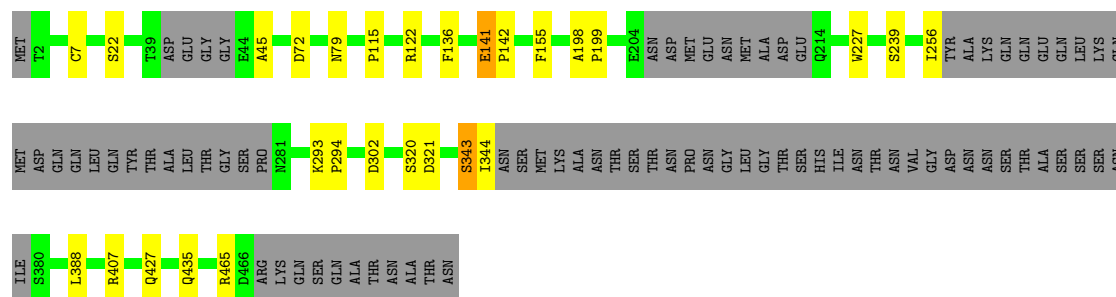 MET T2 C7 S22 T39 ASP GLU GLY GLY E44 A45 D72 N79 P115 R122 F136 E141 P142 F155 A198 P199 E204 ASN ASP MET GLU ASN MET ALA ASP GLU Q214 W227 S239 I256 TYR ALA LYS GLN GLN GLU GLN LEU LYS GLN
MET ASP GLN GLN LEU GLN TYR THR ALA LEU THR GLY SER PRO N281 K293 P294 D302 S320 D321 S343 I344 ASN SER MET LYS ALA ASN THR SER THR ASN PRO ASN GLY LEU GLY THR SER HIS ILE ASN THR ASN VAL GLY ASP ASN ASN SER THR ALA SER SER SER ASN
ILE S380 L388 R407 Q427 Q435 R465 D466 ARG LYS GLN SER GLN ALA THR ASN ALA THR ASN